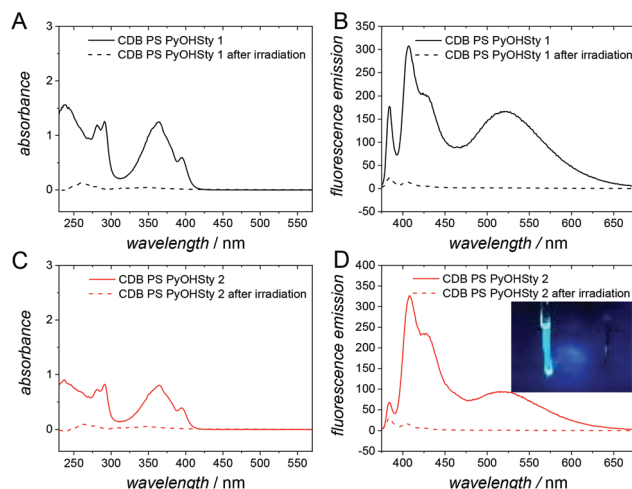 A
CDB PS PyOHSty 1
CDB PS PyOHSty 1 after irradiation
absorbance
3
2
1
0
250 300 350 400 450 500 550
wavelength / nm
B
CDB PS PyOHSty 1
CDB PS PyOHSty 1 after irradiation
fluorescence emission
400
350
300
250
200
150
100
50
0
-50
400 450 500 550 600 650
wavelength / nm
C
CDB PS PyOHSty 2
CDB PS PyOHSty 2 after irradiation
absorbance
3
2
1
0
250 300 350 400 450 500 550
wavelength / nm
D
CDB PS PyOHSty 2
CDB PS PyOHSty 2 after irradiation
fluorescence emission
400
350
300
250
200
150
100
50
0
-50
400 450 500 550 600 650
wavelength / nm